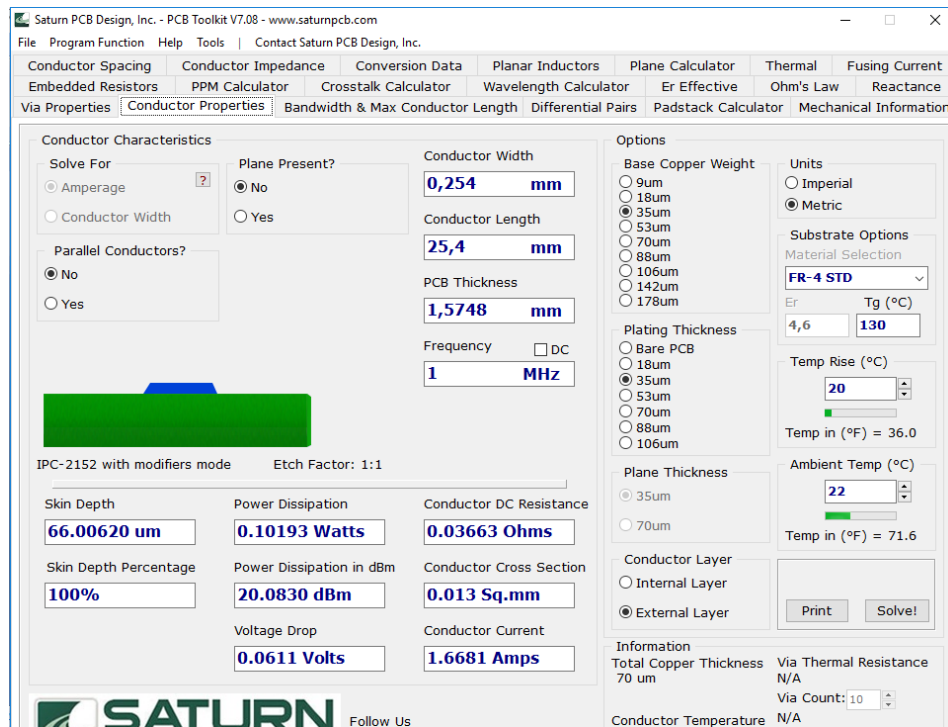 Saturn PCB Design, Inc. - PCB Toolkit V7.08 - www.saturnpcb.com
File Program Function Help Tools | Contact Saturn PCB Design, Inc.
Conductor Spacing Conductor Impedance Conversion Data Planar Inductors Plane Calculator Thermal Fusing Current
Embedded Resistors PPM Calculator Crosstalk Calculator Wavelength Calculator Er Effective Ohm's Law Reactance
Via Properties Conductor Properties Bandwidth & Max Conductor Length Differential Pairs Padstack Calculator Mechanical Information
Conductor Characteristics
Solve For
Amperage
?
Conductor Width
Plane Present?
No
Yes
Parallel Conductors?
No
Yes
Conductor Width
0,254 mm
Conductor Length
25,4 mm
PCB Thickness
1,5748 mm
Frequency DC
1 MHz
IPC-2152 with modifiers mode Etch Factor: 1:1
Skin Depth
66.00620 um
Skin Depth Percentage
100%
Power Dissipation
0.10193 Watts
Power Dissipation in dBm
20.0830 dBm
Voltage Drop
0.0611 Volts
Conductor DC Resistance
0.03663 Ohms
Conductor Cross Section
0.013 Sq.mm
Conductor Current
1.6681 Amps
Options
Base Copper Weight
9um
18um
35um
53um
70um
88um
106um
142um
178um
Plating Thickness
Bare PCB
18um
35um
53um
70um
88um
106um
Plane Thickness
35um
70um
Conductor Layer
Internal Layer
External Layer
Units
Imperial
Metric
Substrate Options
Material Selection
FR-4 STD
Er Tg (°C)
4,6 130
Temp Rise (°C)
20
Temp in (°F) = 36.0
Ambient Temp (°C)
22
Temp in (°F) = 71.6
Print Solve!
Information
Total Copper Thickness
70 um
Conductor Temperature
Via Thermal Resistance
N/A
Via Count: 10
N/A
SATURN
Follow Us